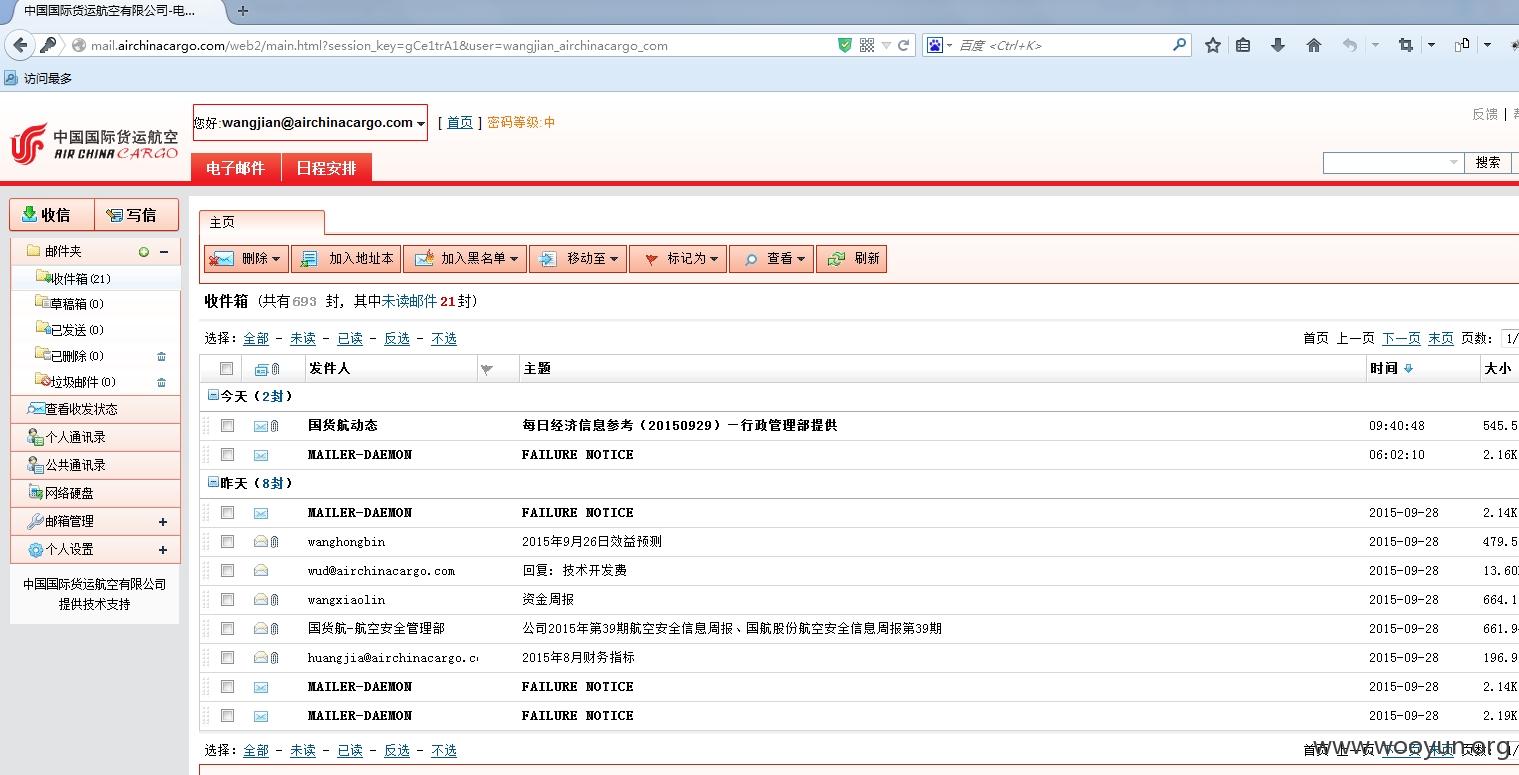 中国国际货运航空有限公司-电... +
mail.airchinacargo.com/web2/main.html?session_key=gCe1trA1&user=wangjian_airchinacargo_com 百度 <Ctrl+K>
访问最多
中国国际货运航空
AIR CHINA CARGO
您好:wangjian@airchinacargo.com [ 首页 ] 密码等级:中
反馈 |
电子邮件 日程安排
搜索
收信 写信
主页
邮件夹
删除 加入地址本 加入黑名单 移动至 标记为 查看 刷新
收件箱 (21)
草稿箱 (0)
已发送 (0)
已删除 (0)
垃圾邮件 (0)
查看收发状态
个人通讯录
公共通讯录
网络硬盘
邮箱管理 +
个人设置 +
中国国际货运航空有限公司
提供技术支持
收件箱 (共有693 封，其中未读邮件 21封)
选择: 全部 - 未读 - 已读 - 反选 - 不选 首页 上一页 下一页 末页 页数: 1/
发件人 主题 时间 大小
今天 (2封)
国货航动态 每日经济信息参考（20150929）—行政管理部提供 09:40:48 545.5
MAILER-DAEMON FAILURE NOTICE 06:02:10 2.16K
昨天 (8封)
MAILER-DAEMON FAILURE NOTICE 2015-09-28 2.14K
wanghongbin 2015年9月26日效益预测 2015-09-28 479.5
wud@airchinacargo.com 回复: 技术开发费 2015-09-28 13.60
wangxiaolin 资金周报 2015-09-28 664.1
国货航-航空安全管理部 公司2015年第39期航空安全信息周报、国航股份航空安全信息周报第39期 2015-09-28 661.9
huangjia@airchinacargo.c 2015年8月财务指标 2015-09-28 196.9
MAILER-DAEMON FAILURE NOTICE 2015-09-28 2.14K
MAILER-DAEMON FAILURE NOTICE 2015-09-28 2.19K
选择: 全部 - 未读 - 已读 - 反选 - 不选 首页 上一页 下一页 末页 页数: 1/
www.wooyun.org